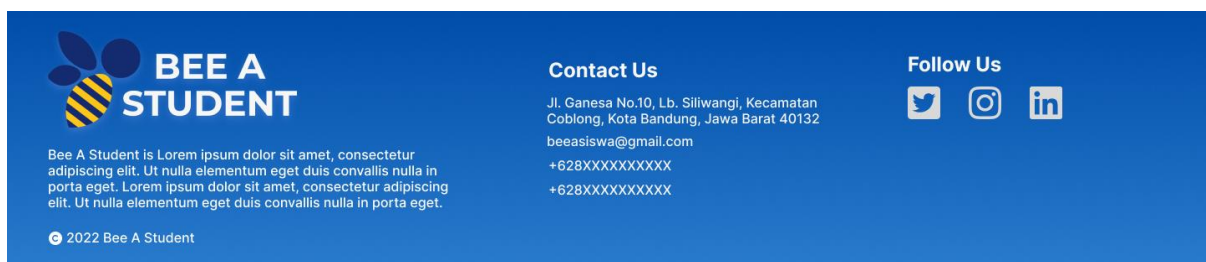 BEE A
STUDENT
Bee A Student is Lorem ipsum dolor sit amet, consectetur
adipiscing elit. Ut nulla elementum eget duis convallis nulla in
porta eget. Lorem ipsum dolor sit amet, consectetur adipiscing
elit. Ut nulla elementum eget duis convallis nulla in porta eget.
© 2022 Bee A Student
Contact Us
Jl. Ganesa No.10, Lb. Siliwangi, Kecamatan
Coblong, Kota Bandung, Jawa Barat 40132
beeasiswa@gmail.com
+628XXXXXXXXXX
+628XXXXXXXXXX
Follow Us
in